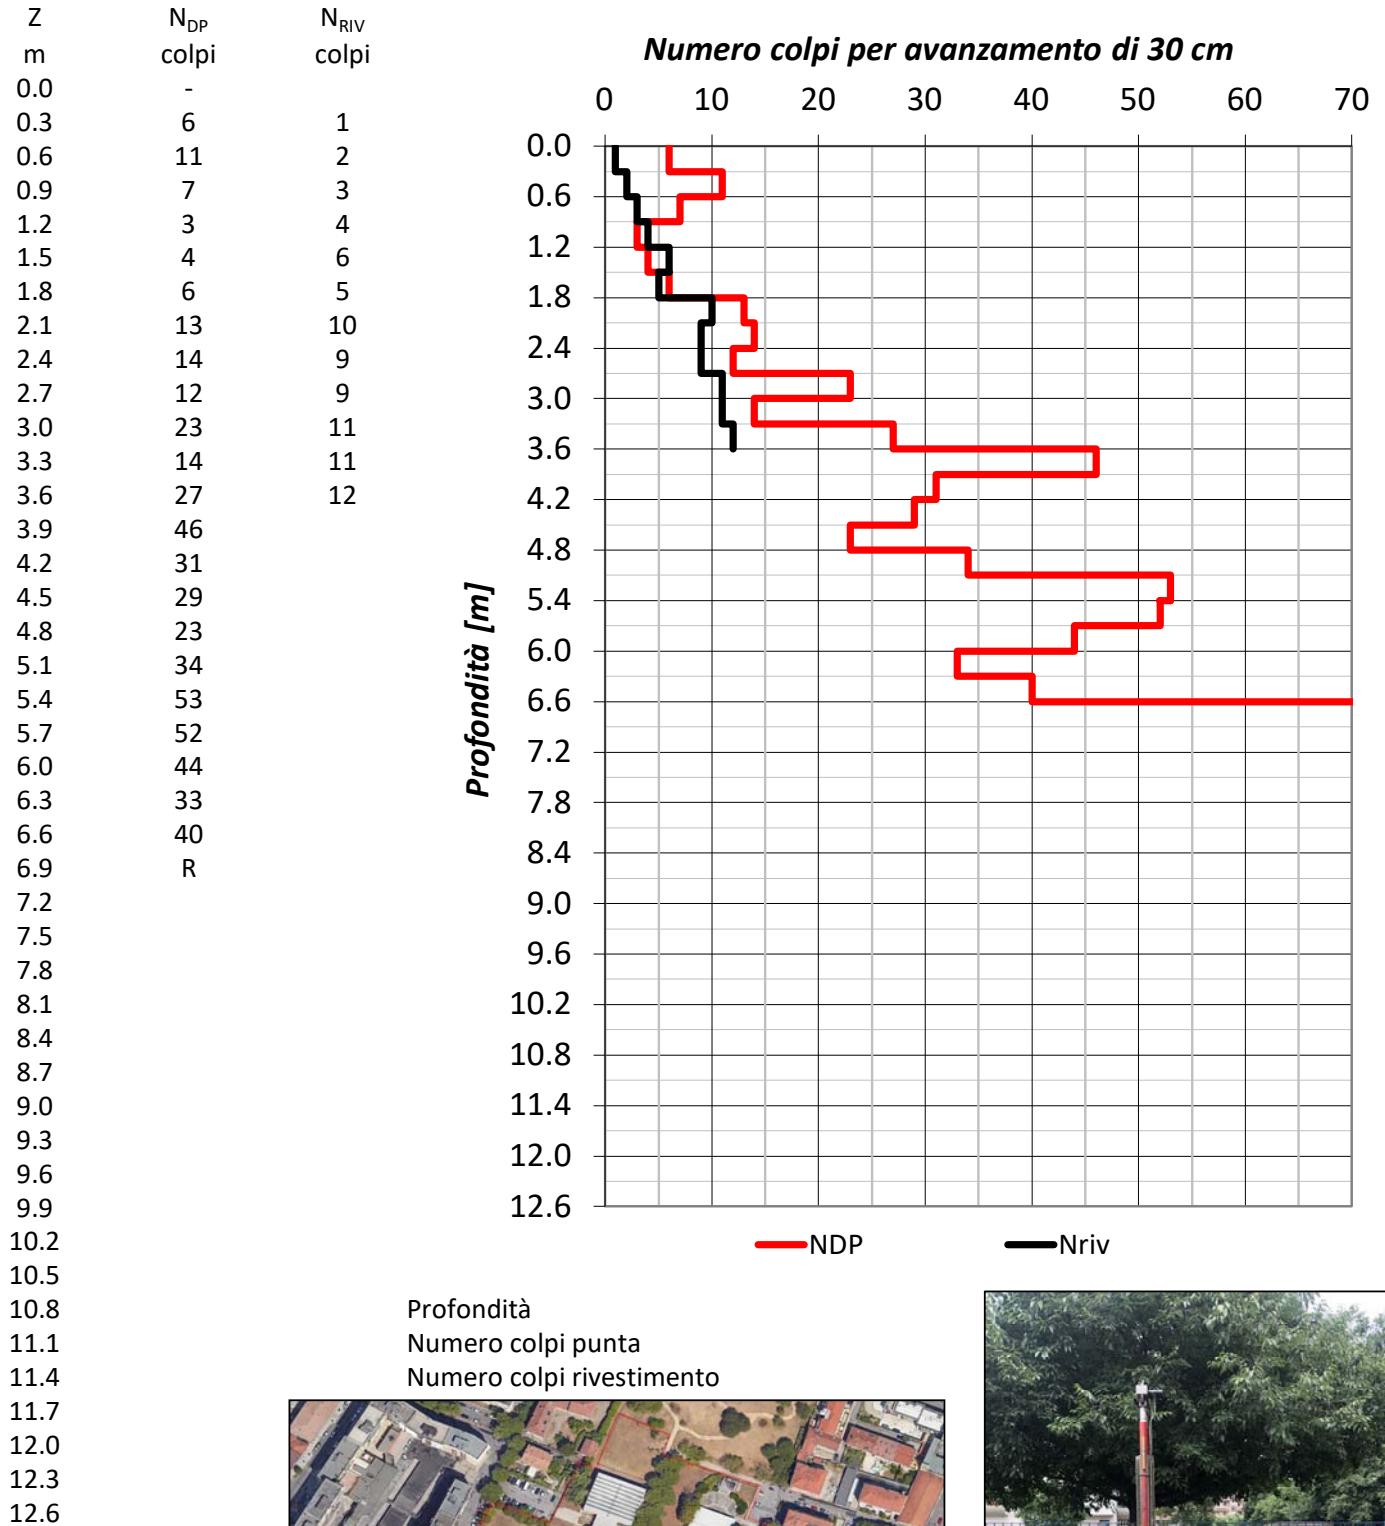 Z N_DP N_RIV
m colpi colpi
0.0 -
0.3 6 1
0.6 11 2
0.9 7 3
1.2 3 4
1.5 4 6
1.8 6 5
2.1 13 10
2.4 14 9
2.7 12 9
3.0 23 11
3.3 14 11
3.6 27 12
3.9 46
4.2 31
4.5 29
4.8 23
5.1 34
5.4 53
5.7 52
6.0 44
6.3 33
6.6 40
6.9 R
7.2
7.5
7.8
8.1
8.4
8.7
9.0
9.3
9.6
9.9
10.2
10.5
10.8
11.1
11.4
11.7
12.0
12.3
12.6
Numero colpi per avanzamento di 30 cm
0 10 20 30 40 50 60 70
Profondità [m]
0.0
0.6
1.2
1.8
2.4
3.0
3.6
4.2
4.8
5.4
6.0
6.6
7.2
7.8
8.4
9.0
9.6
10.2
10.8
11.4
12.0
12.6
NDP Nriv
Profondità
Numero colpi punta
Numero colpi rivestimento